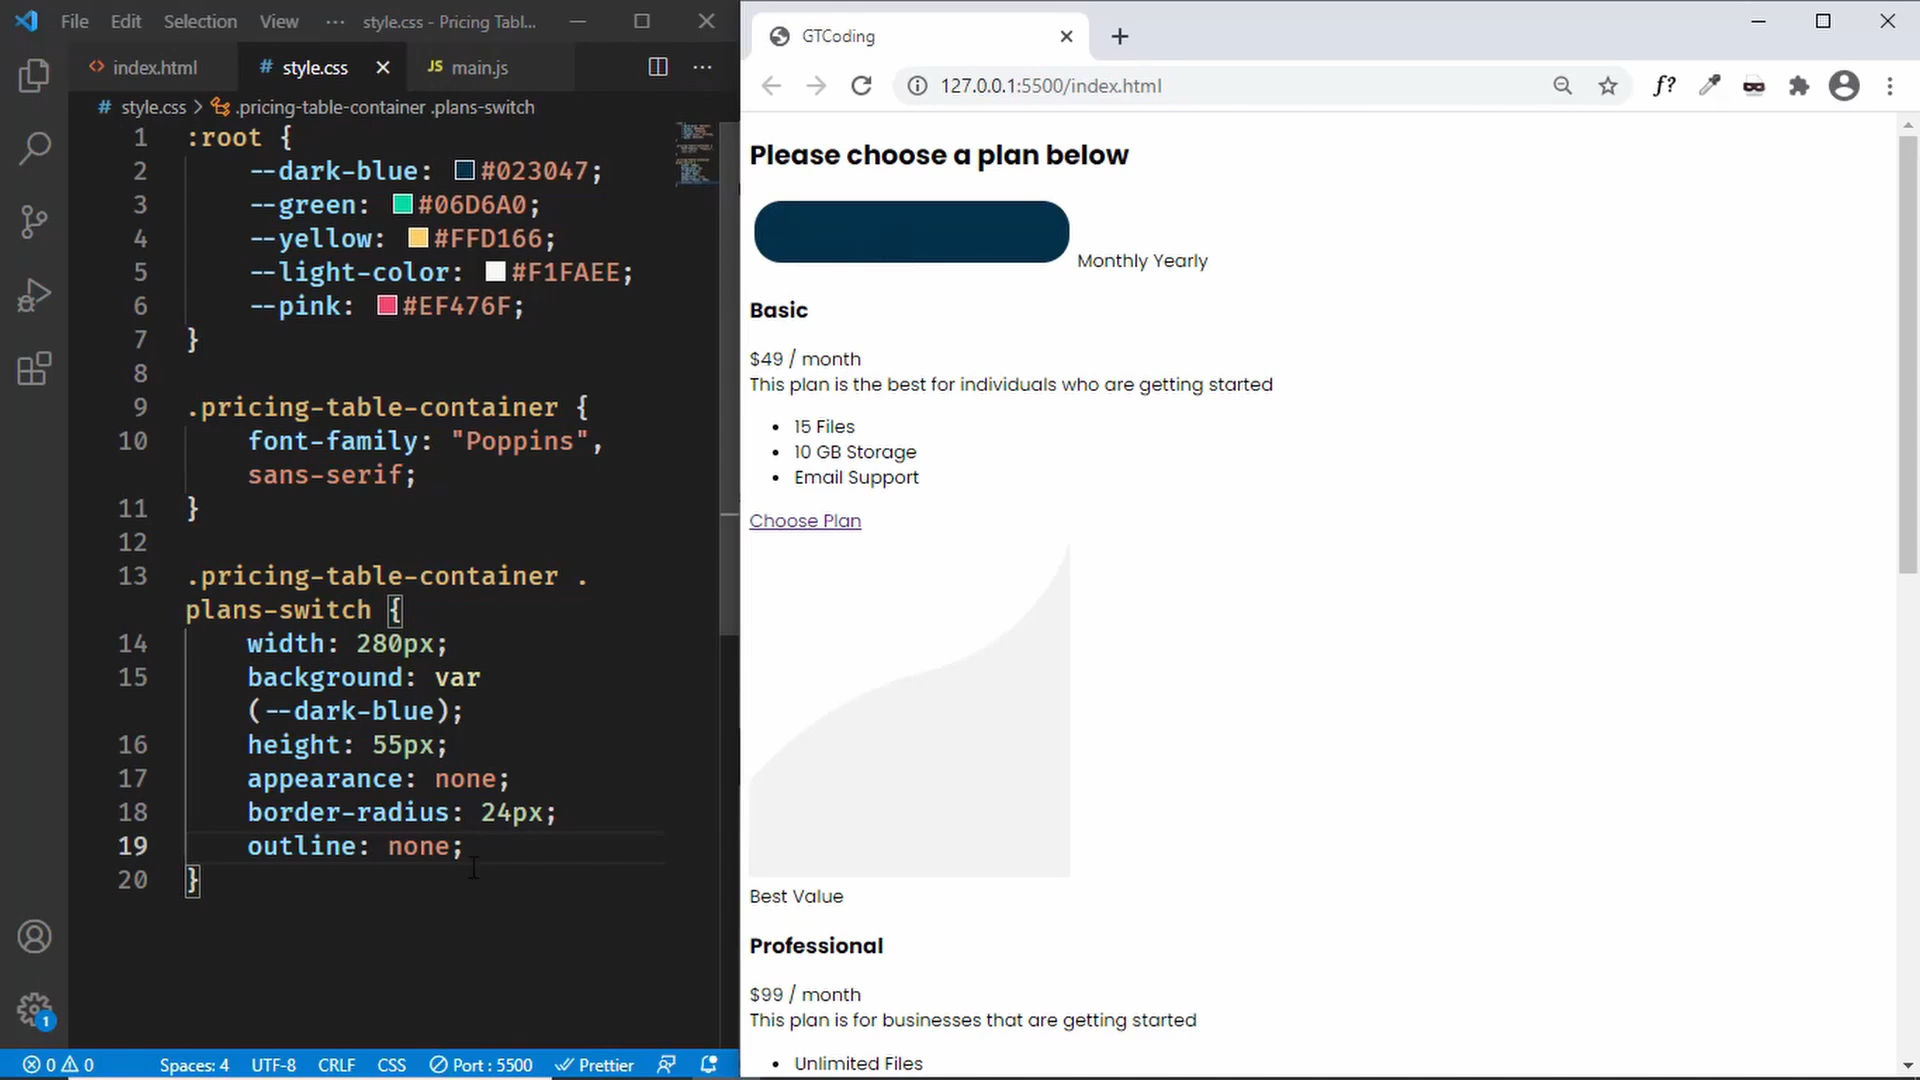 File Edit Selection View ··· style.css - Pricing Tabl...
index.html # style.css JS main.js
# style.css > .pricing-table-container .plans-switch
1 :root {
2 --dark-blue: #023047;
3 --green: #06D6A0;
4 --yellow: #FFD166;
5 --light-color: #F1FAEE;
6 --pink: #EF476F;
7 }
8
9 .pricing-table-container {
10 font-family: "Poppins",
sans-serif;
11 }
12
13 .pricing-table-container .
plans-switch {
14 width: 280px;
15 background: var
(--dark-blue);
16 height: 55px;
17 appearance: none;
18 border-radius: 24px;
19 outline: none;
20 }
1
0 0 Spaces: 4 UTF-8 CRLF CSS Port : 5500 Prettier
GTCoding
127.0.0.1:5500/index.html f?
Please choose a plan below
Monthly Yearly
Basic
$49 / month
This plan is the best for individuals who are getting started
• 15 Files
• 10 GB Storage
• Email Support
Choose Plan
Best Value
Professional
$99 / month
This plan is for businesses that are getting started
• Unlimited Files